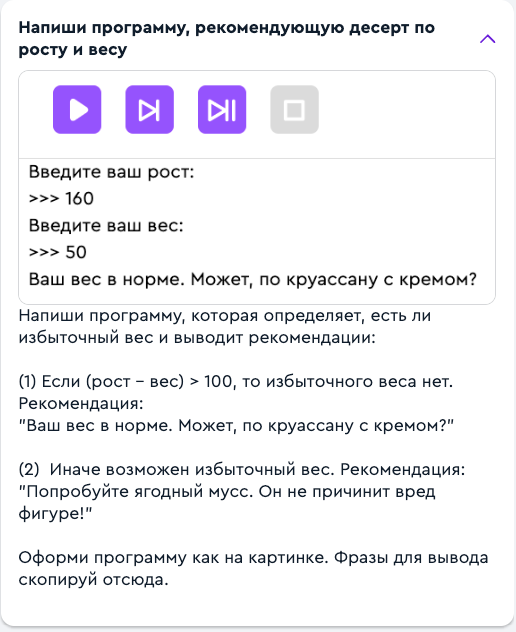 Напиши программу, рекомендующую десерт по
росту и весу
Введите ваш рост:
>>> 160
Введите ваш вес:
>>> 50
Ваш вес в норме. Может, по круассану с кремом?
Напиши программу, которая определяет, есть ли
избыточный вес и выводит рекомендации:
(1) Если (рост - вес) > 100, то избыточного веса нет.
Рекомендация:
"Ваш вес в норме. Может, по круассану с кремом?"
(2) Иначе возможен избыточный вес. Рекомендация:
"Попробуйте ягодный мусс. Он не причинит вред
фигуре!"
Оформи программу как на картинке. Фразы для вывода
скопируй отсюда.